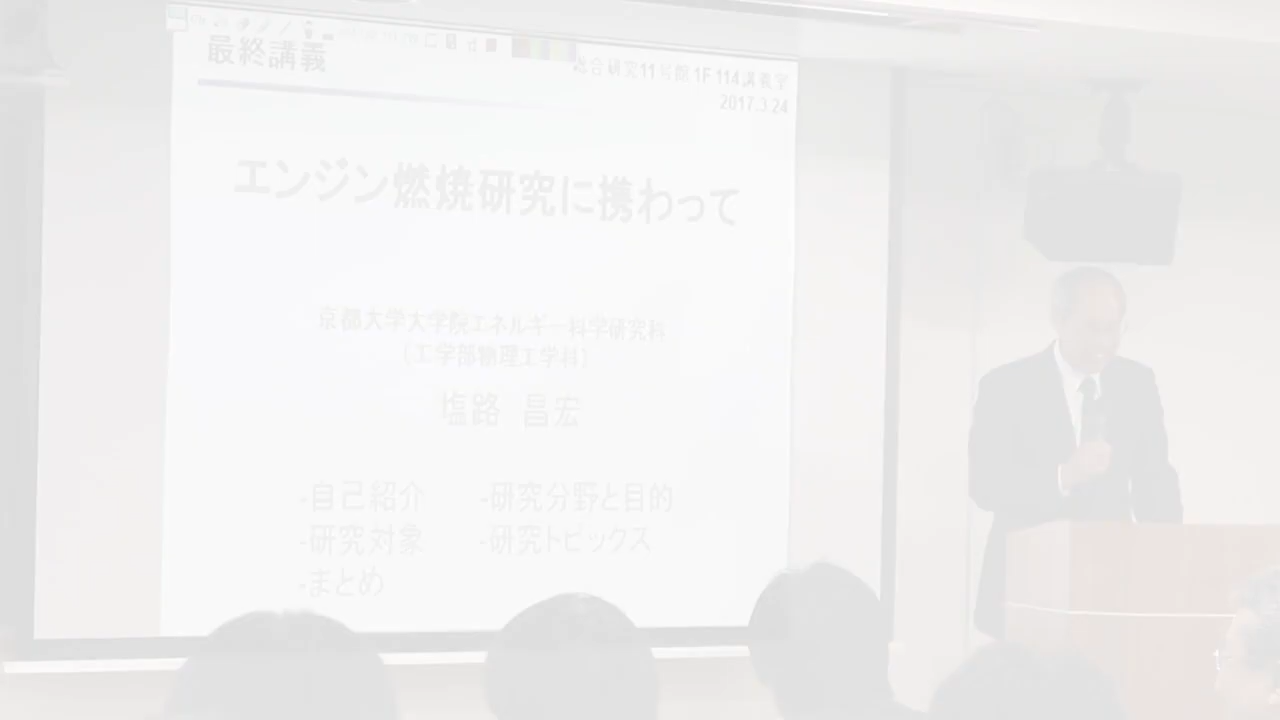 最終講義
総合研究11号館 1F 114講義室
2017.3.24
エンジン燃焼研究に携わって
京都大学大学院エネルギー科学研究科
(工学部物理工学科)
塩路 昌宏
-自己紹介 -研究分野と目的
-研究対象 -研究トピックス
-まとめ